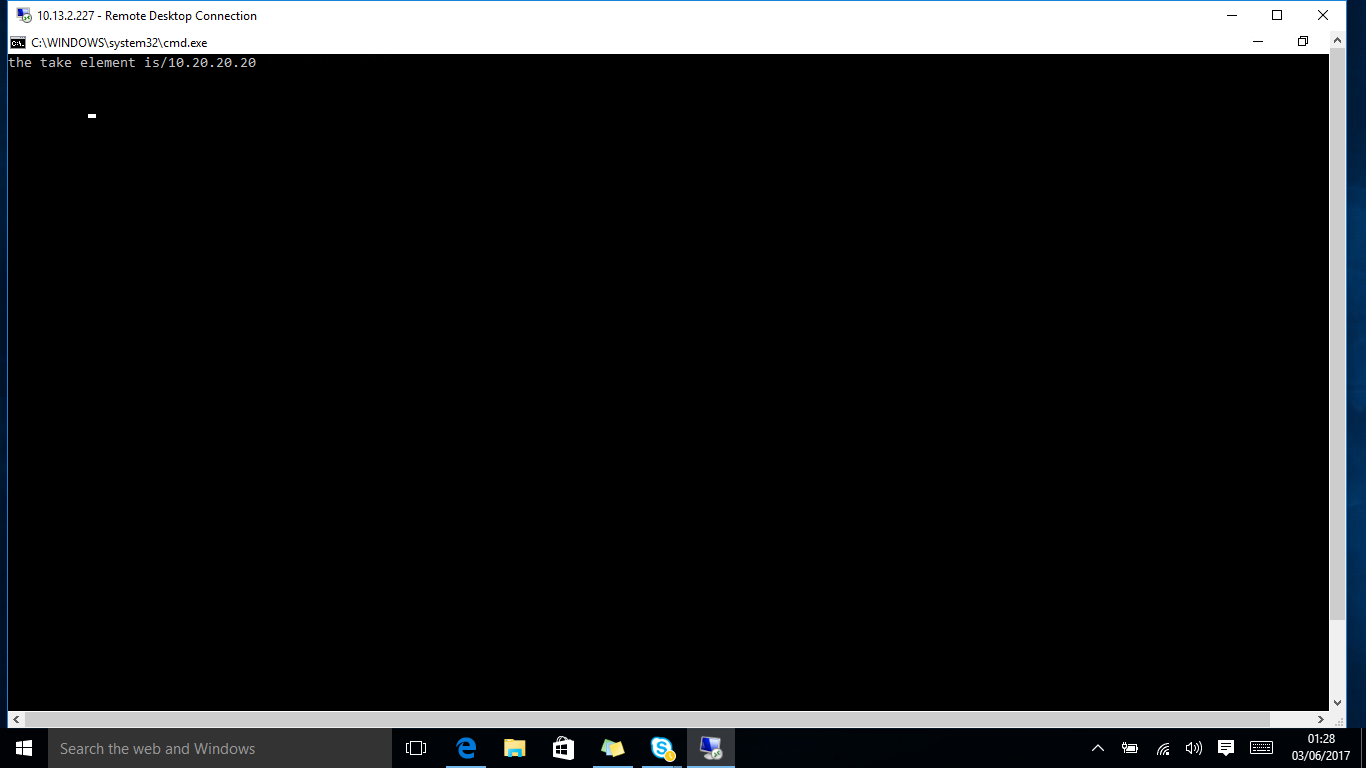 10.13.2.227 - Remote Desktop Connection
C:\WINDOWS\system32\cmd.exe
the take element is/10.20.20.20
Search the web and Windows
01:28
03/06/2017